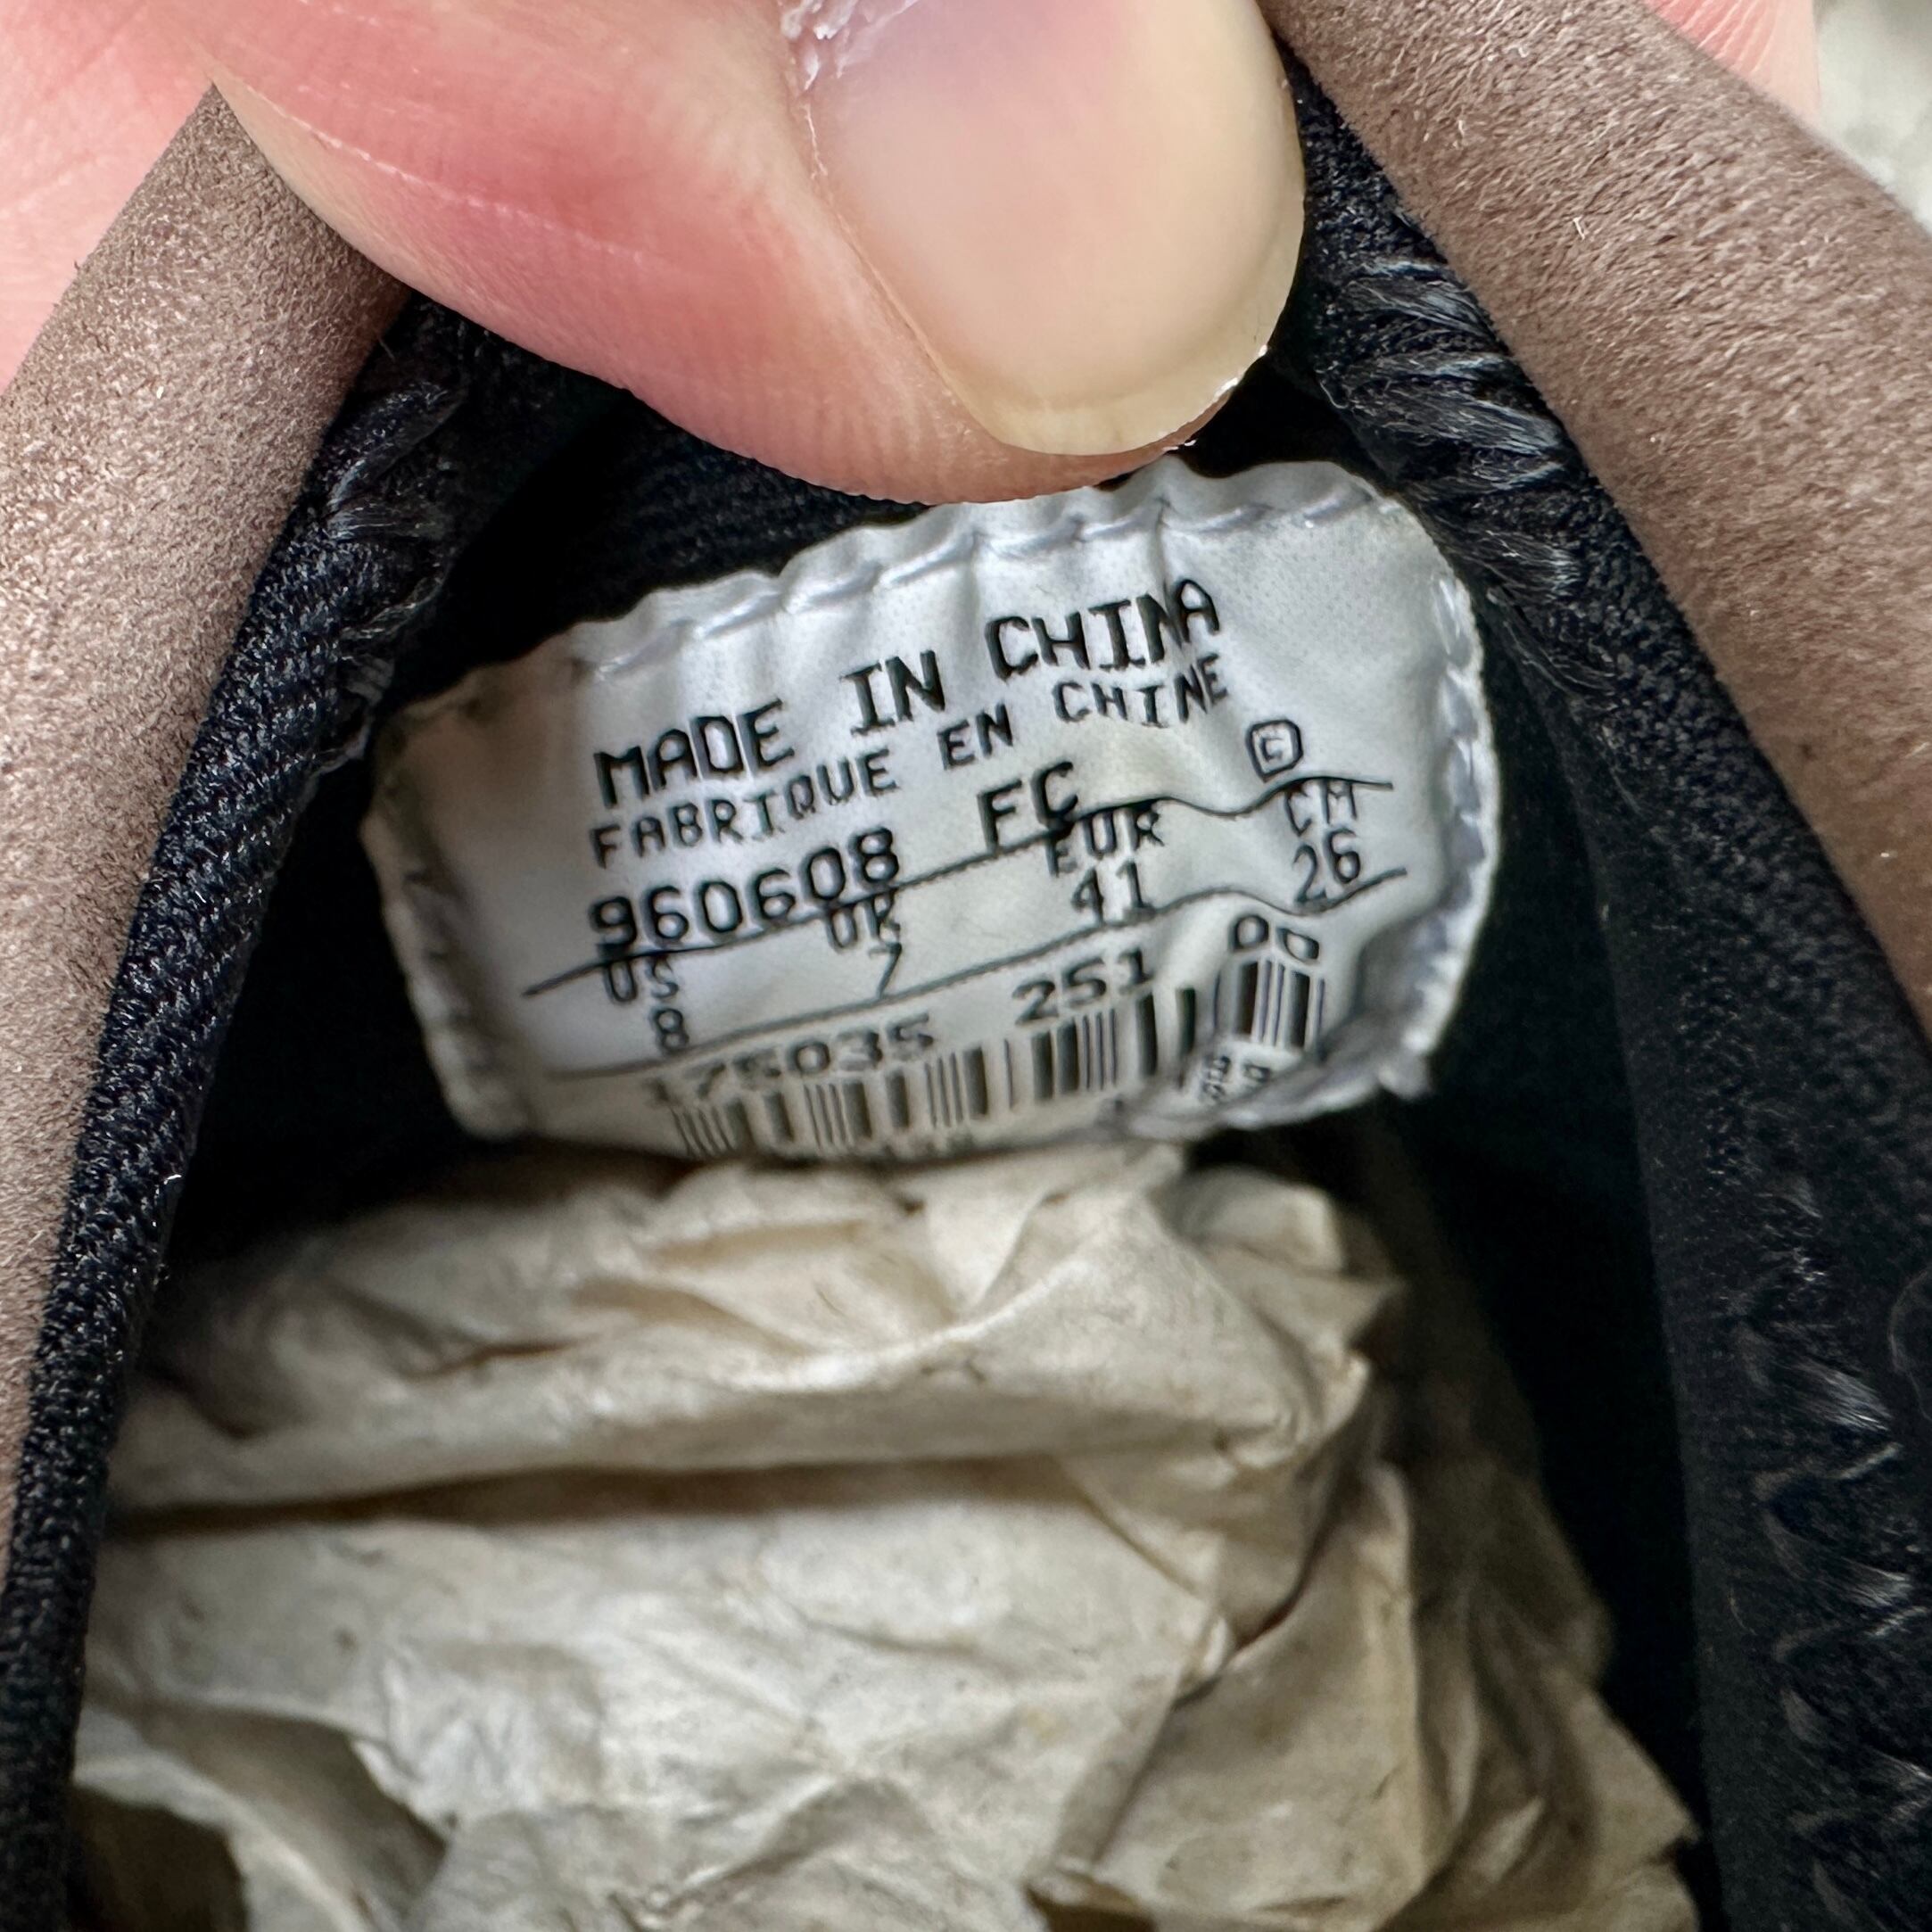 MADE IN CHINA
FABRIQUE EN CHINE
960608 FC
US UK EUR CM
8 7 41 26
175035 251 00